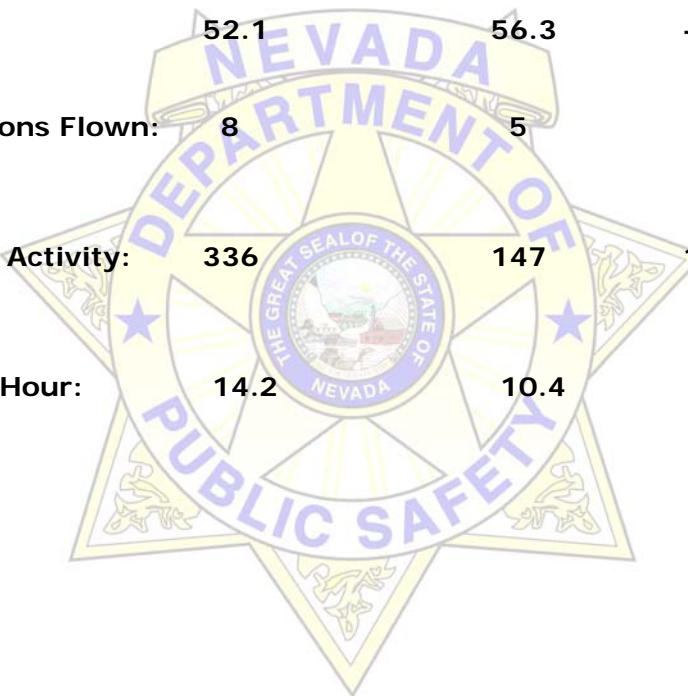 52.1 56.3 -
NEVADA
ons Flown: 8 5
DEPARTMENT OF
Activity: 336 147
THE GREAT SEAL OF THE STATE OF
NEVADA
Hour: 14.2 10.4
PUBLIC SAFETY